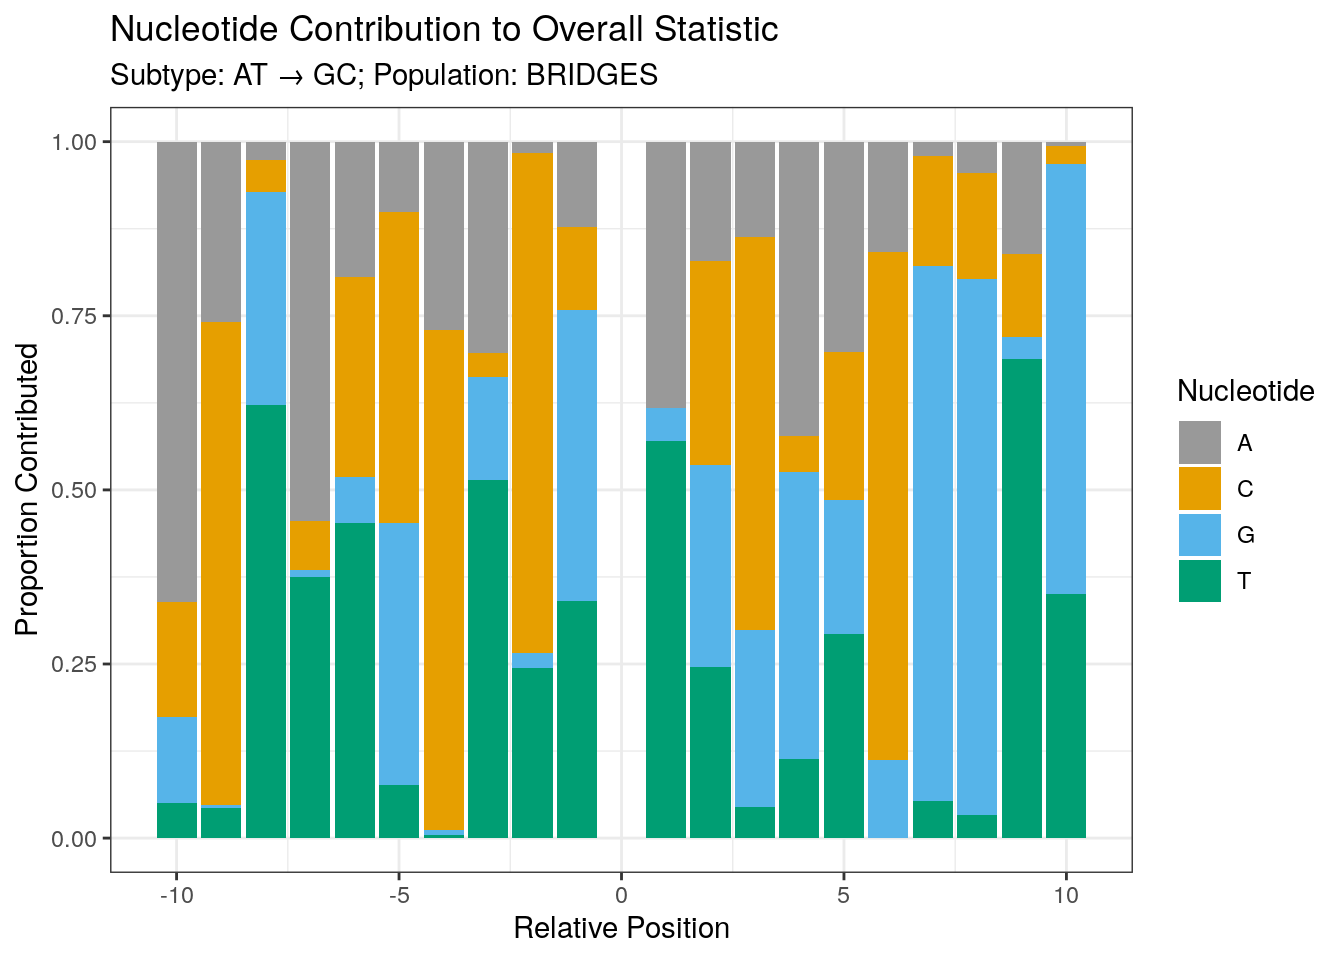 Nucleotide Contribution to Overall Statistic
Subtype: AT → GC; Population: BRIDGES
1.00
0.75
0.50
0.25
0.00
Proportion Contributed
-10
-5
0
5
10
Relative Position
Nucleotide
A
C
G
T